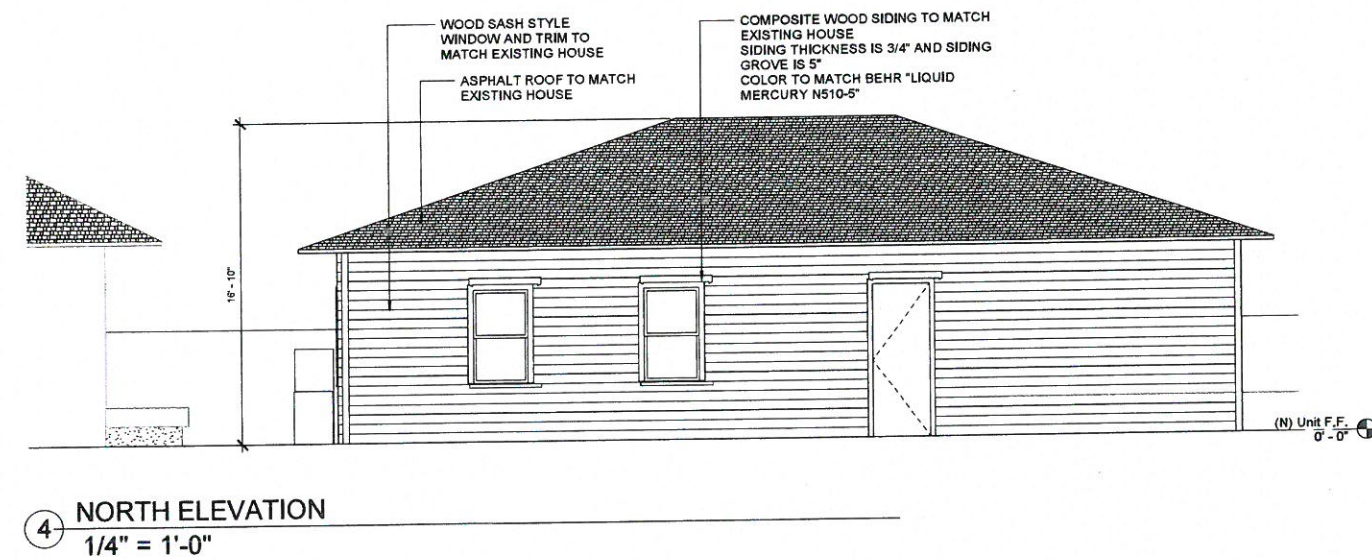 WOOD SASH STYLE
WINDOW AND TRIM TO
MATCH EXISTING HOUSE
ASPHALT ROOF TO MATCH
EXISTING HOUSE
COMPOSITE WOOD SIDING TO MATCH
EXISTING HOUSE
SIDING THICKNESS IS 3/4" AND SIDING
GROVE IS 5"
COLOR TO MATCH BEHR "LIQUID
MERCURY N510-5"
16' - 10"
(N) Unit F.F.
0' - 0"
4 NORTH ELEVATION
1/4" = 1'-0"